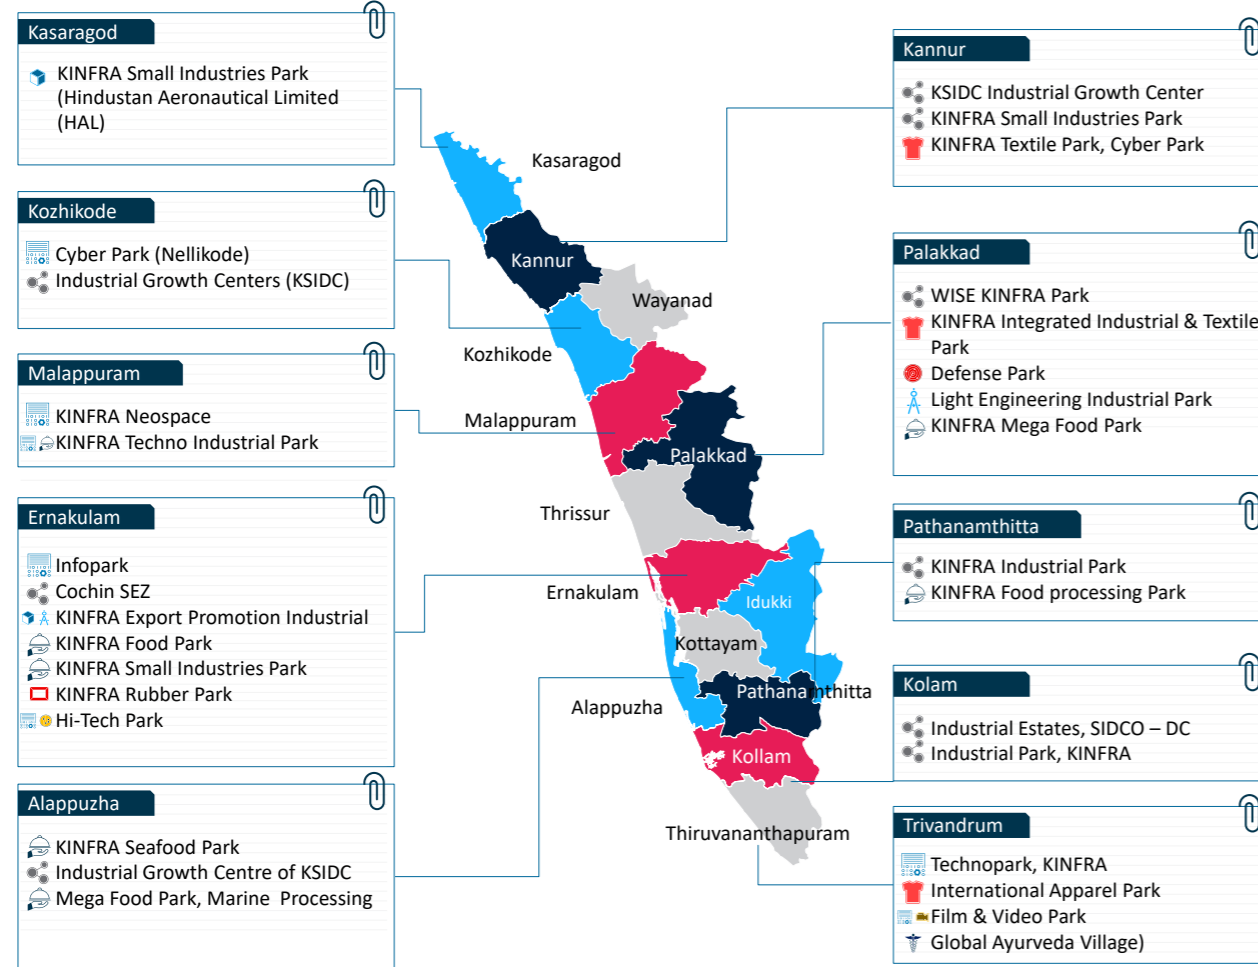 Kasaragod
KINFRA Small Industries Park
(Hindustan Aeronautical Limited
(HAL)
Kozhikode
Cyber Park (Nellikode)
Industrial Growth Centers (KSIDC)
Malappuram
KINFRA Neospace
KINFRA Techno Industrial Park
Ernakulam
Infopark
Cochin SEZ
KINFRA Export Promotion Industrial
KINFRA Food Park
KINFRA Small Industries Park
KINFRA Rubber Park
Hi-Tech Park
Alappuzha
KINFRA Seafood Park
Industrial Growth Centre of KSIDC
Mega Food Park, Marine Processing
Kasaragod
Kannur
Wayanad
Kozhikode
Malappuram
Palakkad
Thrissur
Ernakulam
Idukki
Kottayam
Pathanamthitta
Alappuzha
Kollam
Thiruvananthapuram
Kannur
KSIDC Industrial Growth Center
KINFRA Small Industries Park
KINFRA Textile Park, Cyber Park
Palakkad
WISE KINFRA Park
KINFRA Integrated Industrial & Textile
Park
Defense Park
Light Engineering Industrial Park
KINFRA Mega Food Park
Pathanamthitta
KINFRA Industrial Park
KINFRA Food processing Park
Kolam
Industrial Estates, SIDCO – DC
Industrial Park, KINFRA
Trivandrum
Technopark, KINFRA
International Apparel Park
Film & Video Park
Global Ayurveda Village)